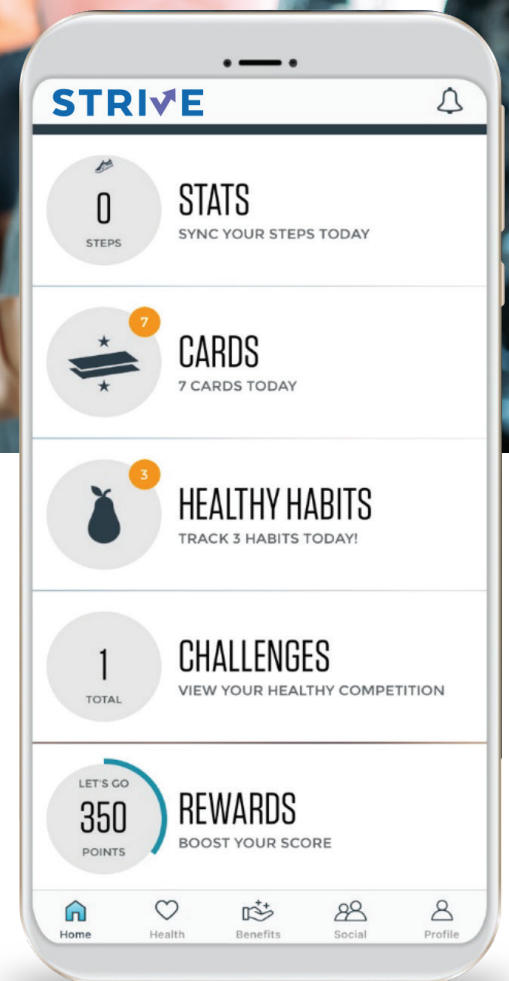 STRIVE
0
STEPS
STATS
SYNC YOUR STEPS TODAY
7
CARDS
7 CARDS TODAY
3
HEALTHY HABITS
TRACK 3 HABITS TODAY!
1
TOTAL
CHALLENGES
VIEW YOUR HEALTHY COMPETITION
LET'S GO
350
POINTS
REWARDS
BOOST YOUR SCORE
Home Health Benefits Social Profile